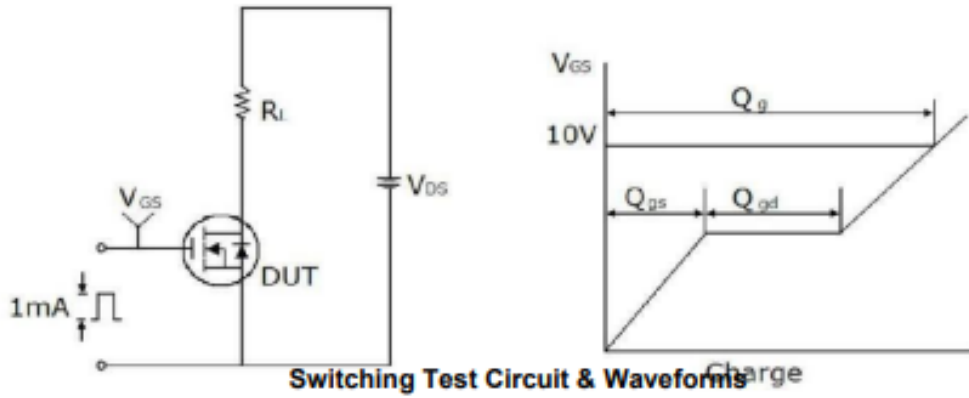 RL
VDS
VGS
DUT
1mA
VGS
10V
Qg
Qgs
Qgd
Charge
Switching Test Circuit & Waveforms